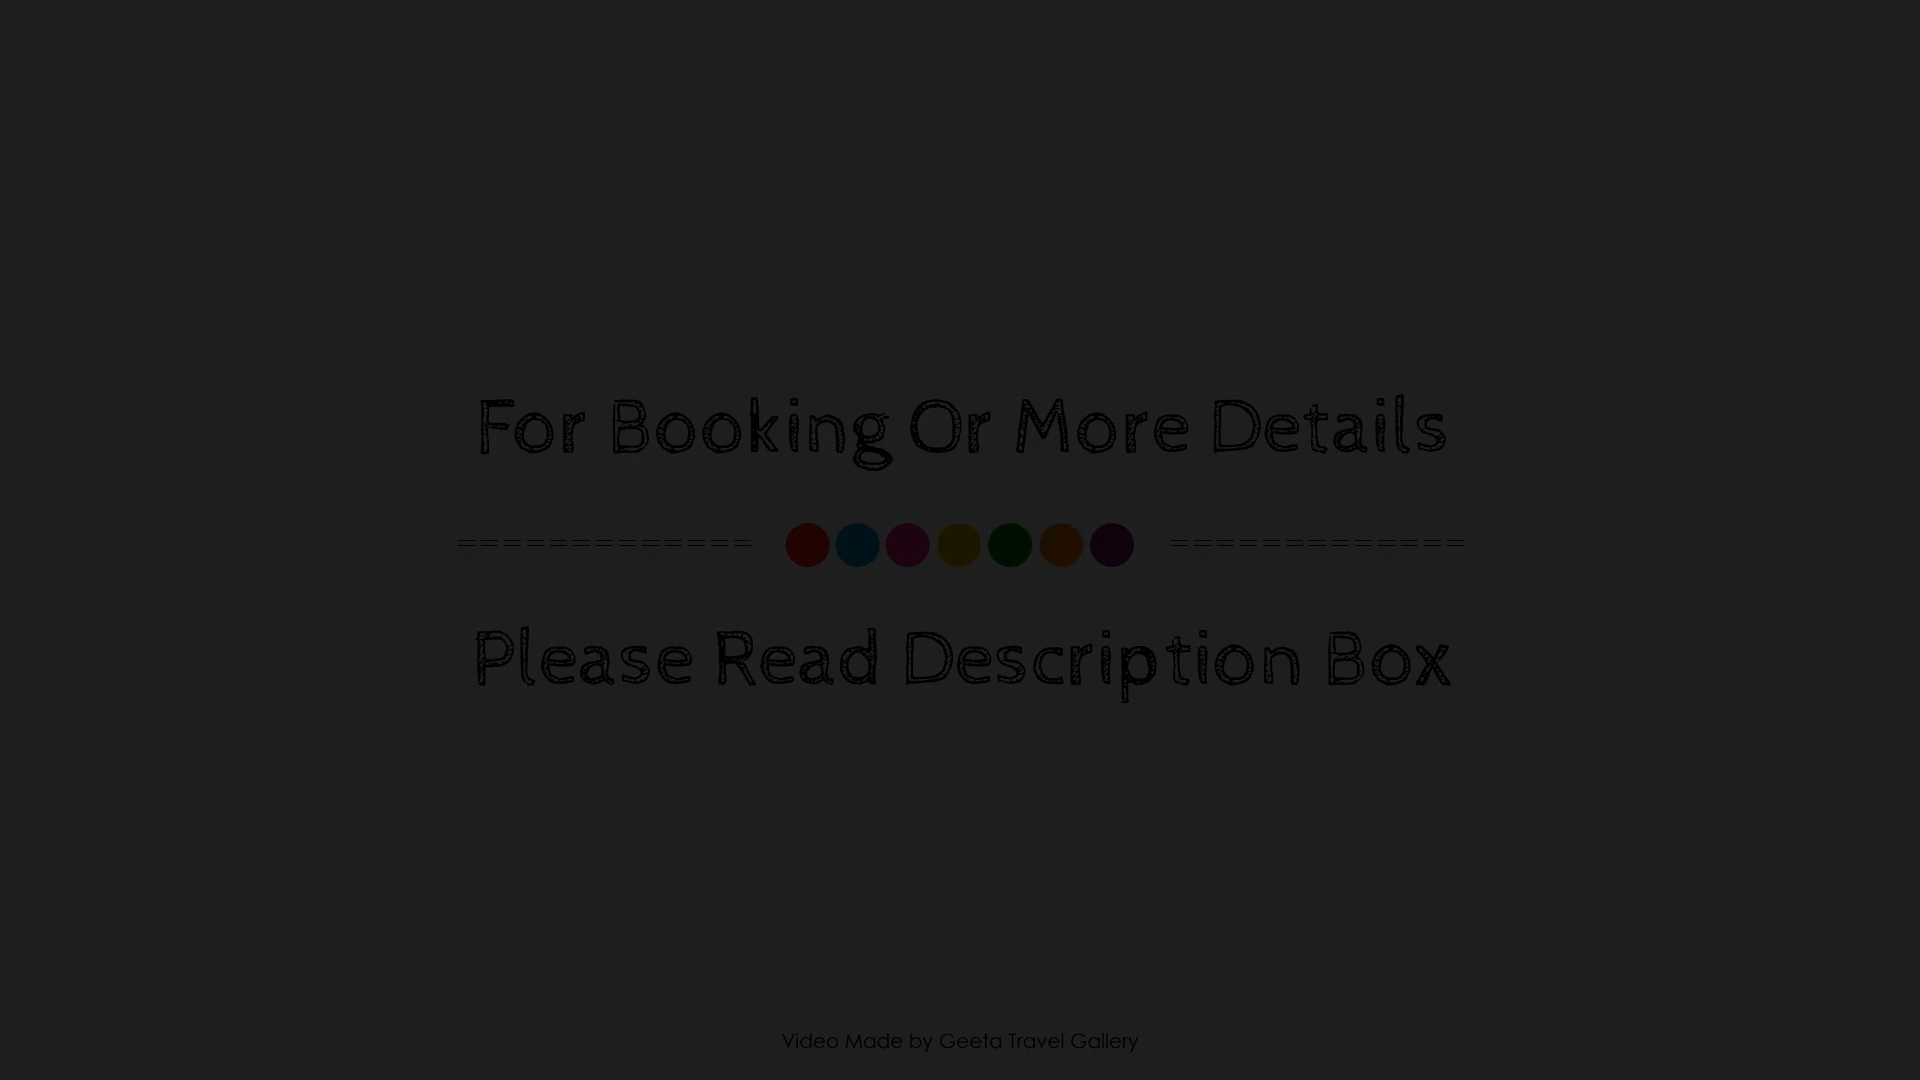 For Booking Or More Details
============= =============
Please Read Description Box
Video Made by Geeta Travel Gallery